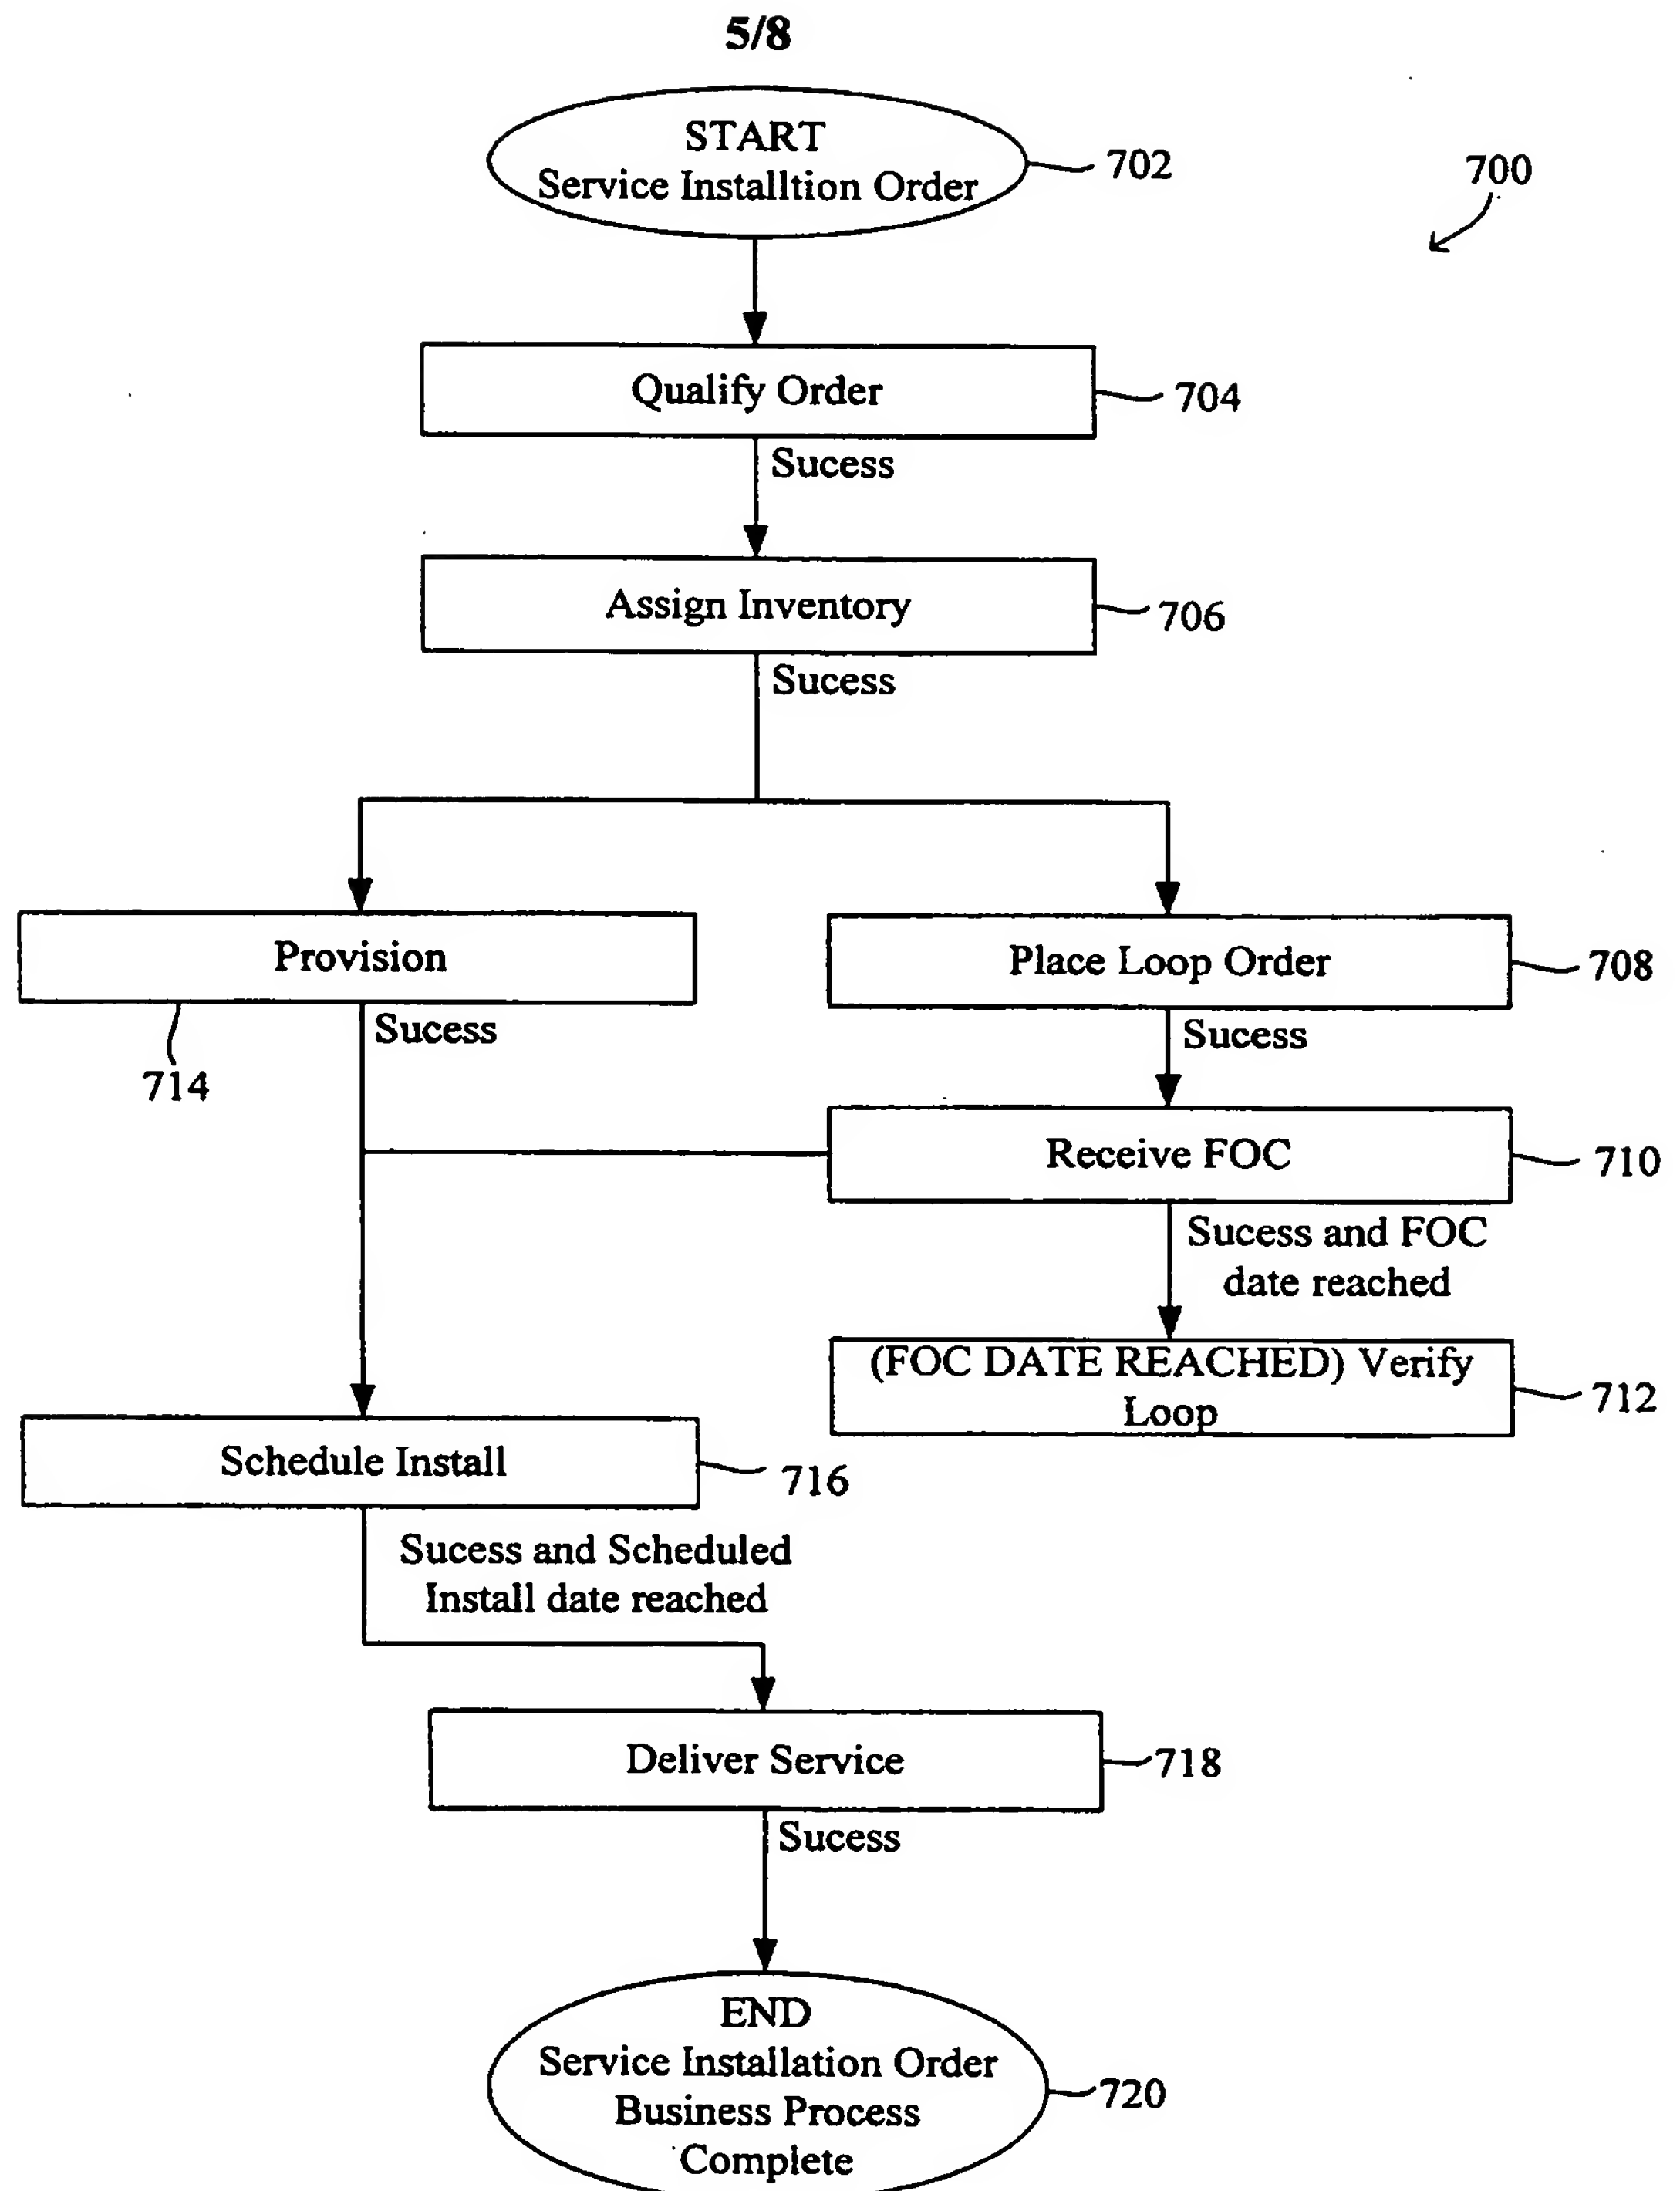 5/8
START
Service Installtion Order
702
700
Qualify Order
704
Sucess
Assign Inventory
706
Sucess
Provision
Place Loop Order
708
Sucess
Sucess
714
Receive FOC
710
Sucess and FOC
date reached
(FOC DATE REACHED) Verify
Loop
712
Schedule Install
716
Sucess and Scheduled
Install date reached
Deliver Service
718
Sucess
END
Service Installation Order
Business Process
Complete
720